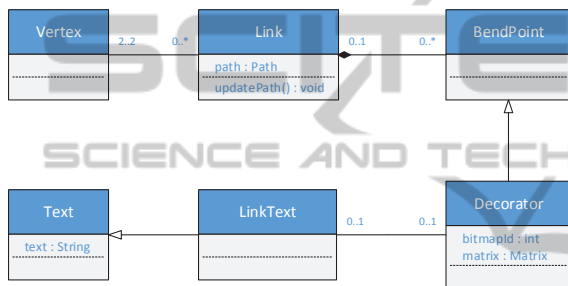 Vertex
2..2
0..*
Link
path : Path
updatePath() : void
0..1
0..*
BendPoint
SCIENCE AND TECH
Text
text : String
LinkText
0..1
0..1
Decorator
bitmapId : int
matrix : Matrix